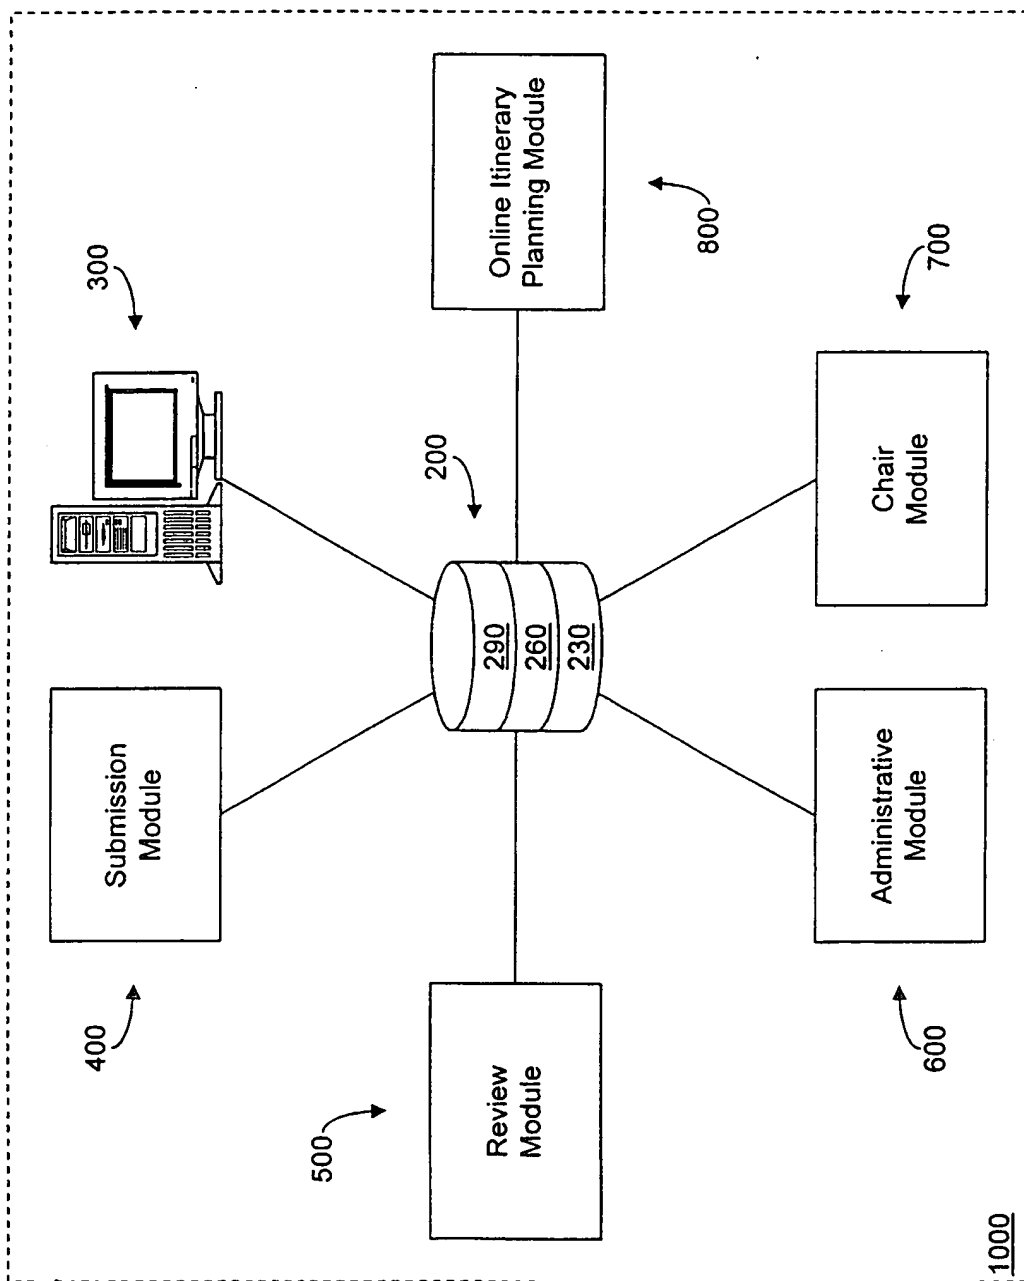 400
Submission
Module
300
500
Review
Module
200
290
260
230
Online Itinerary
Planning Module
800
600
Administrative
Module
Chair
Module
700
1000